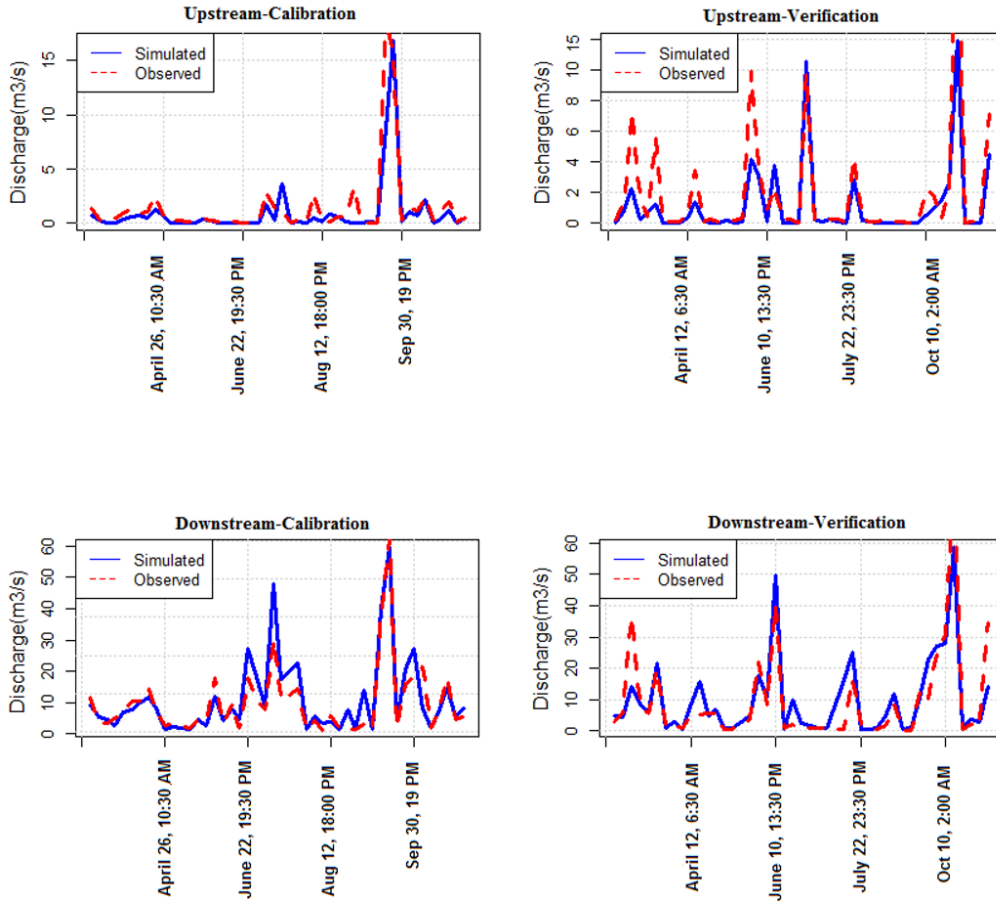 Upstream-Calibration
Simulated
Observed
Discharge(m3/s)
15
10
5
0
April 26, 10:30 AM
June 22, 19:30 PM
Aug 12, 18:00 PM
Sep 30, 19 PM
Upstream-Verification
Simulated
Observed
Discharge(m3/s)
15
10
8
6
4
2
0
April 12, 6:30 AM
June 10, 13:30 PM
July 22, 23:30 PM
Oct 10, 2:00 AM
Downstream-Calibration
Simulated
Observed
Discharge(m3/s)
60
50
40
30
20
10
0
April 26, 10:30 AM
June 22, 19:30 PM
Aug 12, 18:00 PM
Sep 30, 19 PM
Downstream-Verification
Simulated
Observed
Discharge(m3/s)
60
50
40
30
20
10
0
April 12, 6:30 AM
June 10, 13:30 PM
July 22, 23:30 PM
Oct 10, 2:00 AM